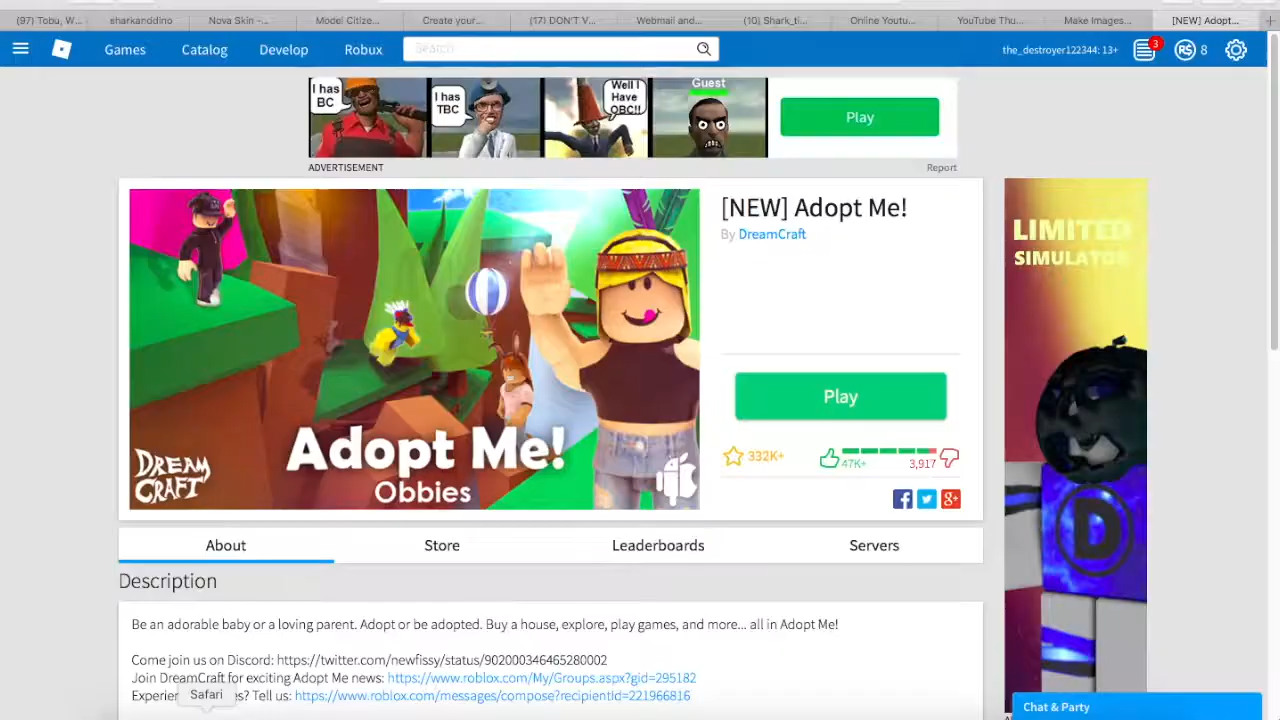 (97) Tobu, W... sharkanddino Nova Skin -... Model Citize... Create your... (17) DON'T V... Webmail and... (10) Shark_ti... Online Youtu... YouTube Thu... Make Images... [NEW] Adopt...
Games Catalog Develop Robux Search the_destroyer122344: 13+ 3 R$ 8
I has
BC
I has
TBC
Well I
Have
OBC!!
Guest
Play
ADVERTISEMENT Report
[NEW] Adopt Me!
By DreamCraft
Adopt Me!
Obbies
DREAM
CRAFT
Play
332K+ 47K+ 3,917
About Store Leaderboards Servers
Description
Be an adorable baby or a loving parent. Adopt or be adopted. Buy a house, explore, play games, and more... all in Adopt Me!
Come join us on Discord: https://twitter.com/newfissy/status/902000346465280002
Join DreamCraft for exciting Adopt Me news: https://www.roblox.com/My/Groups.aspx?gid=295182
Experien s? Tell us: https://www.roblox.com/messages/compose?recipientId=221966816
Safari
LIMITED
SIMULATOR
D
Chat & Party